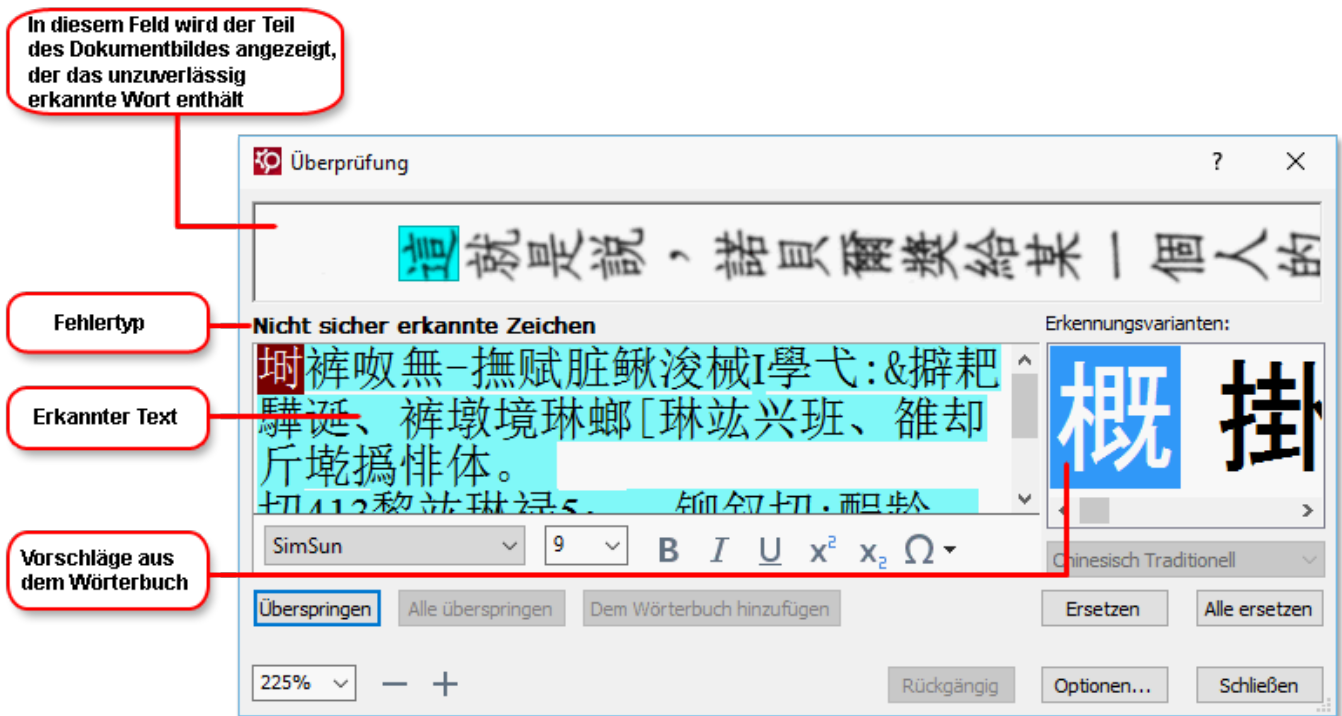 In diesem Feld wird der Teil
des Dokumentbildes angezeigt,
der das unzuverlässig
erkannte Wort enthält
Überprüfung
?
這就是說，諾貝爾獎給某一個人的
Fehlertyp
Nicht sicher erkannte Zeichen
Erkennungsvarianten:
Erkannter Text
裤呶無-撫赋脏鳅浚械I學弋:&擗耙
驊诞、裤墩境琳螂[琳竑兴班、雒却
斤墘撝悱体。
概 掛
SimSun
9
B I U x² x₂ Ω
Chinesisch Traditionell
Vorschläge aus
dem Wörterbuch
Überspringen
Alle überspringen
Dem Wörterbuch hinzufügen
Ersetzen
Alle ersetzen
225%
Rückgängig
Optionen...
Schließen